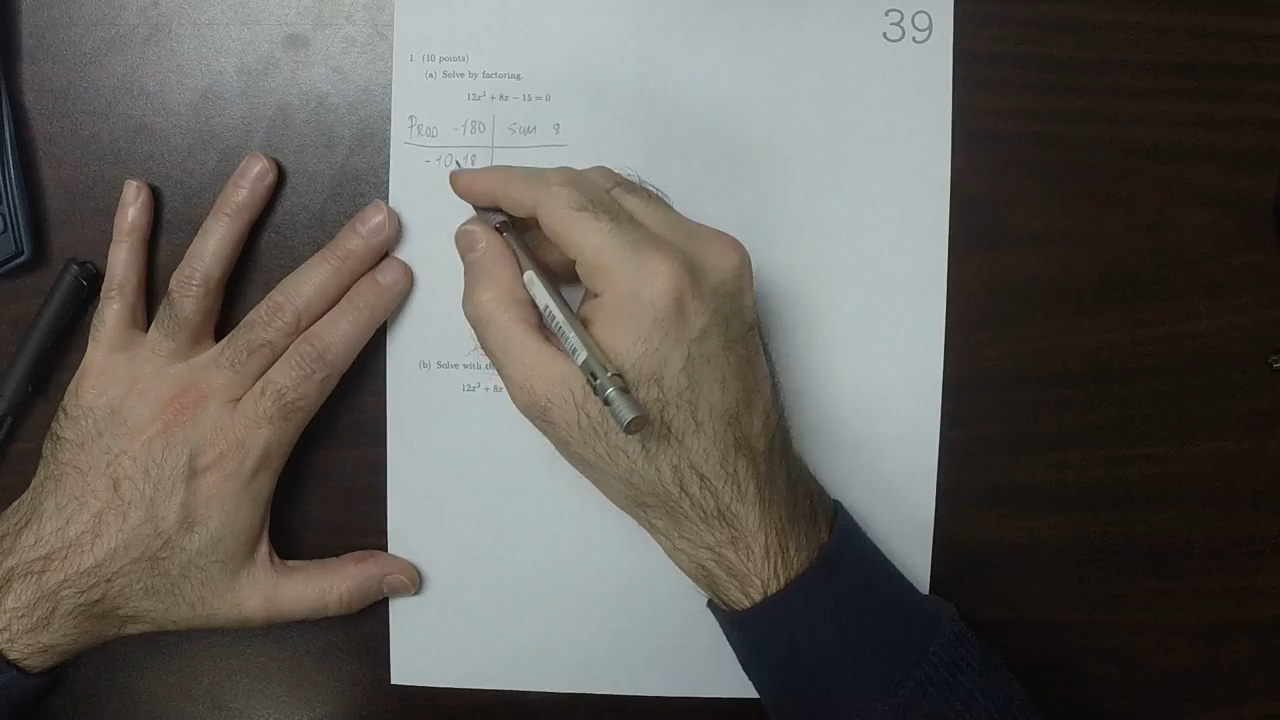 39
1. (10 points)
(a) Solve by factoring.
12x² + 8x − 15 = 0
PROD -180 | SUM 8
-10·18
(b) Solve with th
12x² + 8x